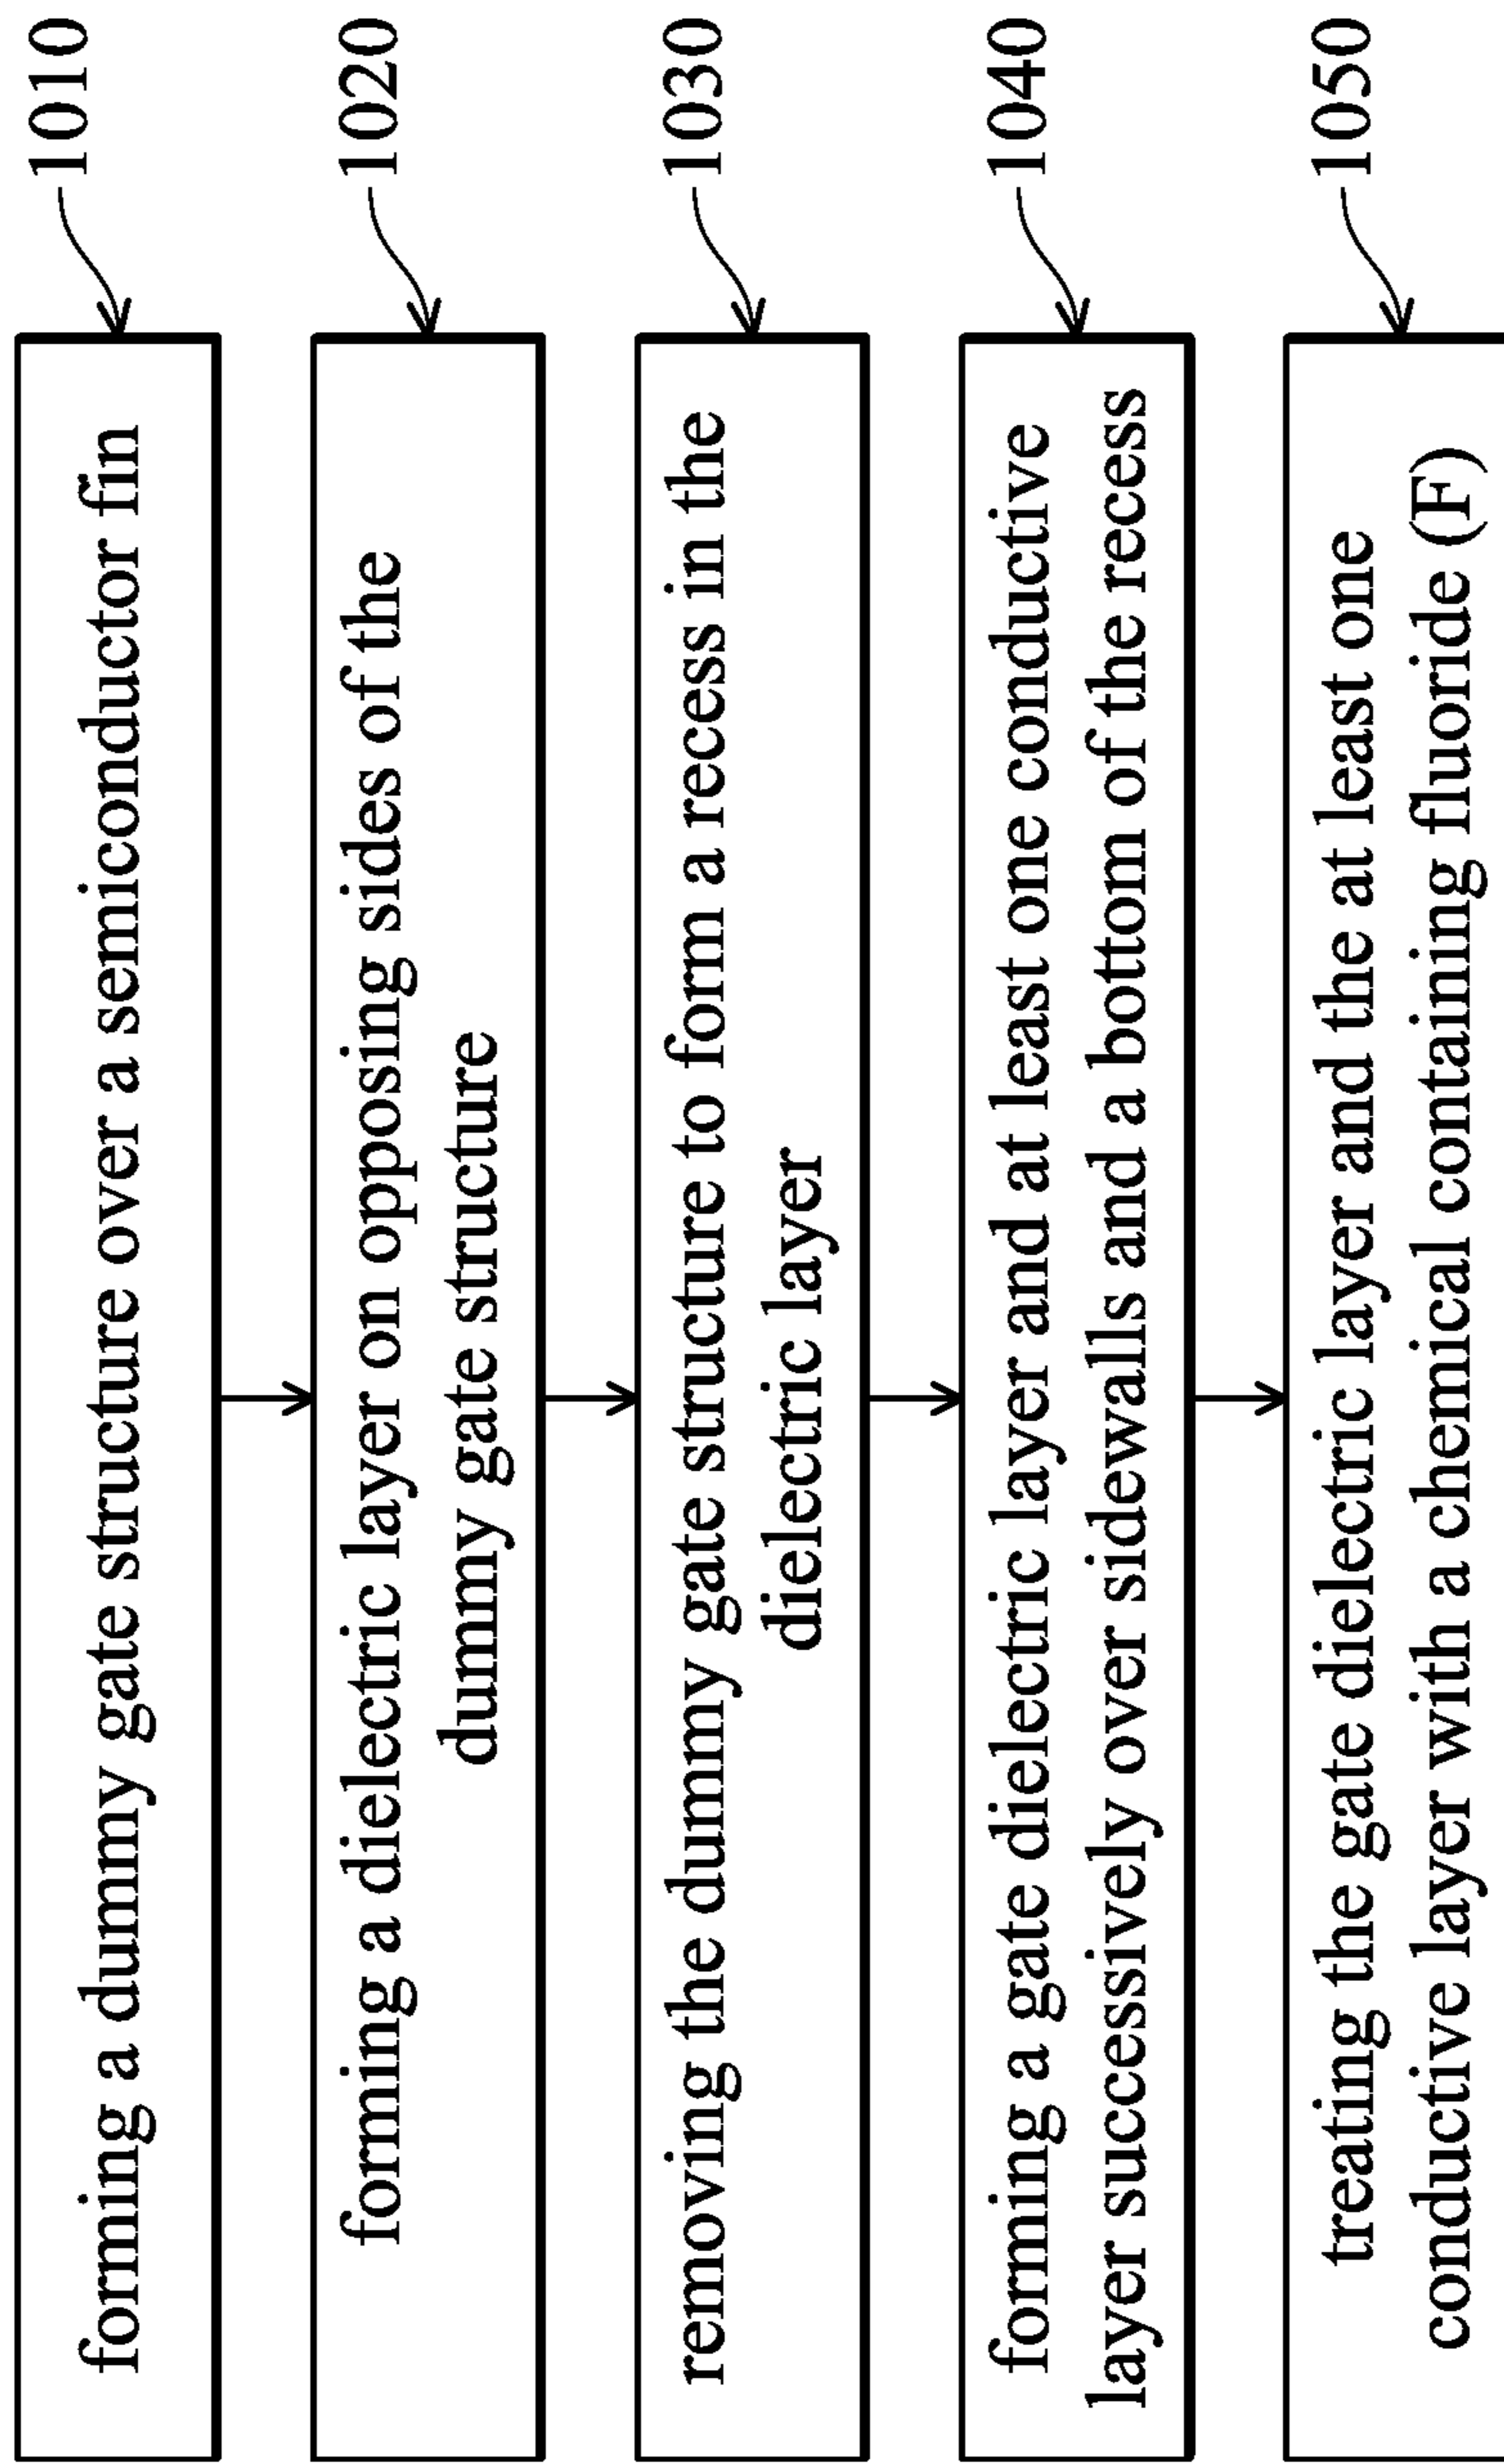 forming a dummy gate structure over a semiconductor fin
1010
forming a dielectric layer on opposing sides of the
dummy gate structure
1020
removing the dummy gate structure to form a recess in the
dielectric layer
1030
forming a gate dielectric layer and at least one conductive
layer successively over sidewalls and a bottom of the recess
1040
treating the gate dielectric layer and the at least one
conductive layer with a chemical containing fluoride (F)
1050